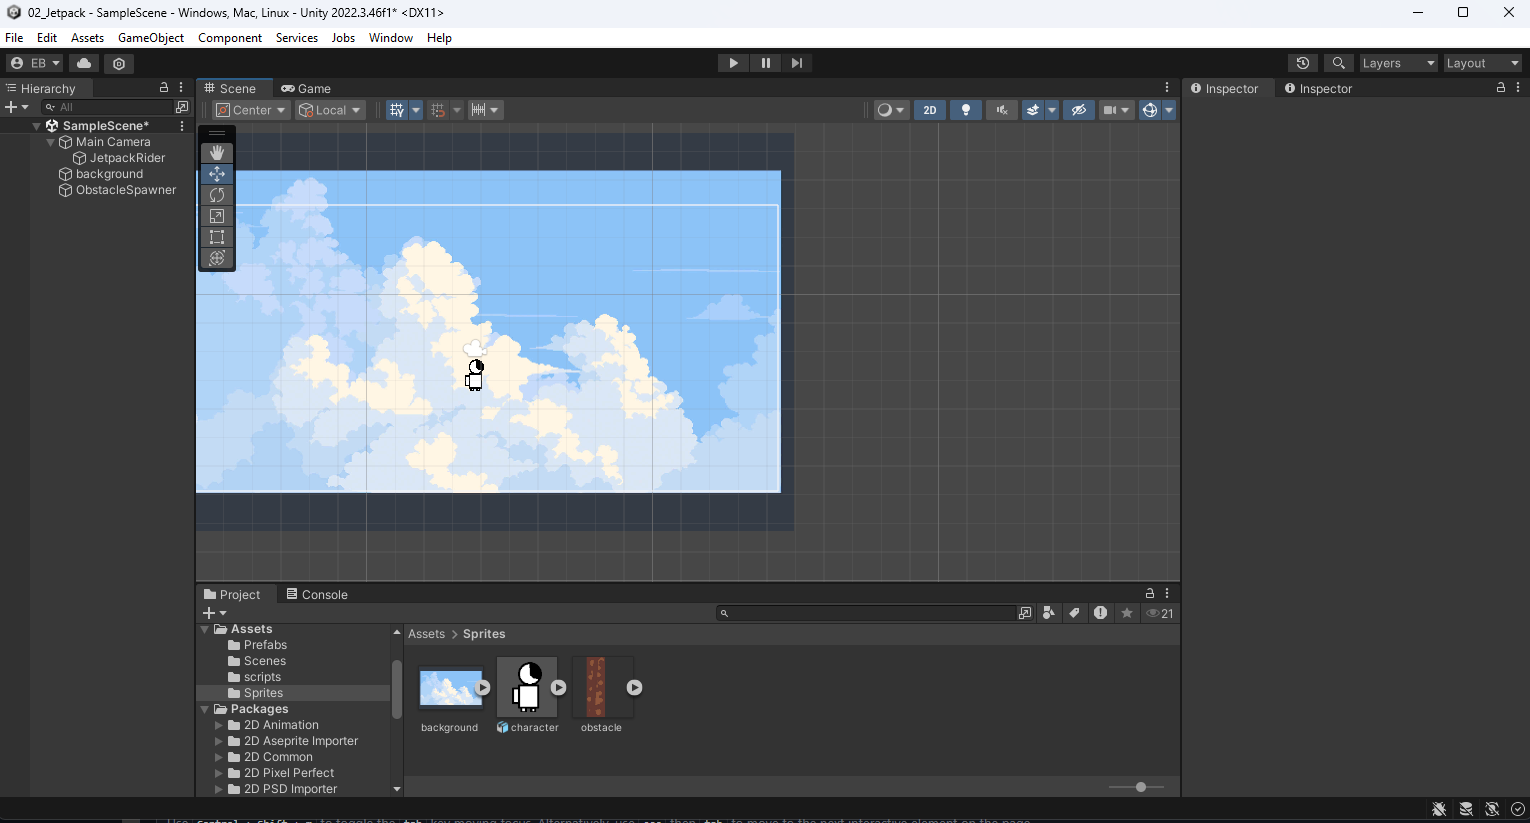 02_Jetpack - SampleScene - Windows, Mac, Linux - Unity 2022.3.46f1* <DX11>
File Edit Assets GameObject Component Services Jobs Window Help
EB Layers Layout
Hierarchy
All
SampleScene*
Main Camera
JetpackRider
background
ObstacleSpawner
Scene Game
Center Local 2D
Inspector Inspector
Project Console
21
Assets
Prefabs
Scenes
scripts
Sprites
Packages
2D Animation
2D Aseprite Importer
2D Common
2D Pixel Perfect
2D PSD Importer
Assets > Sprites
background character obstacle